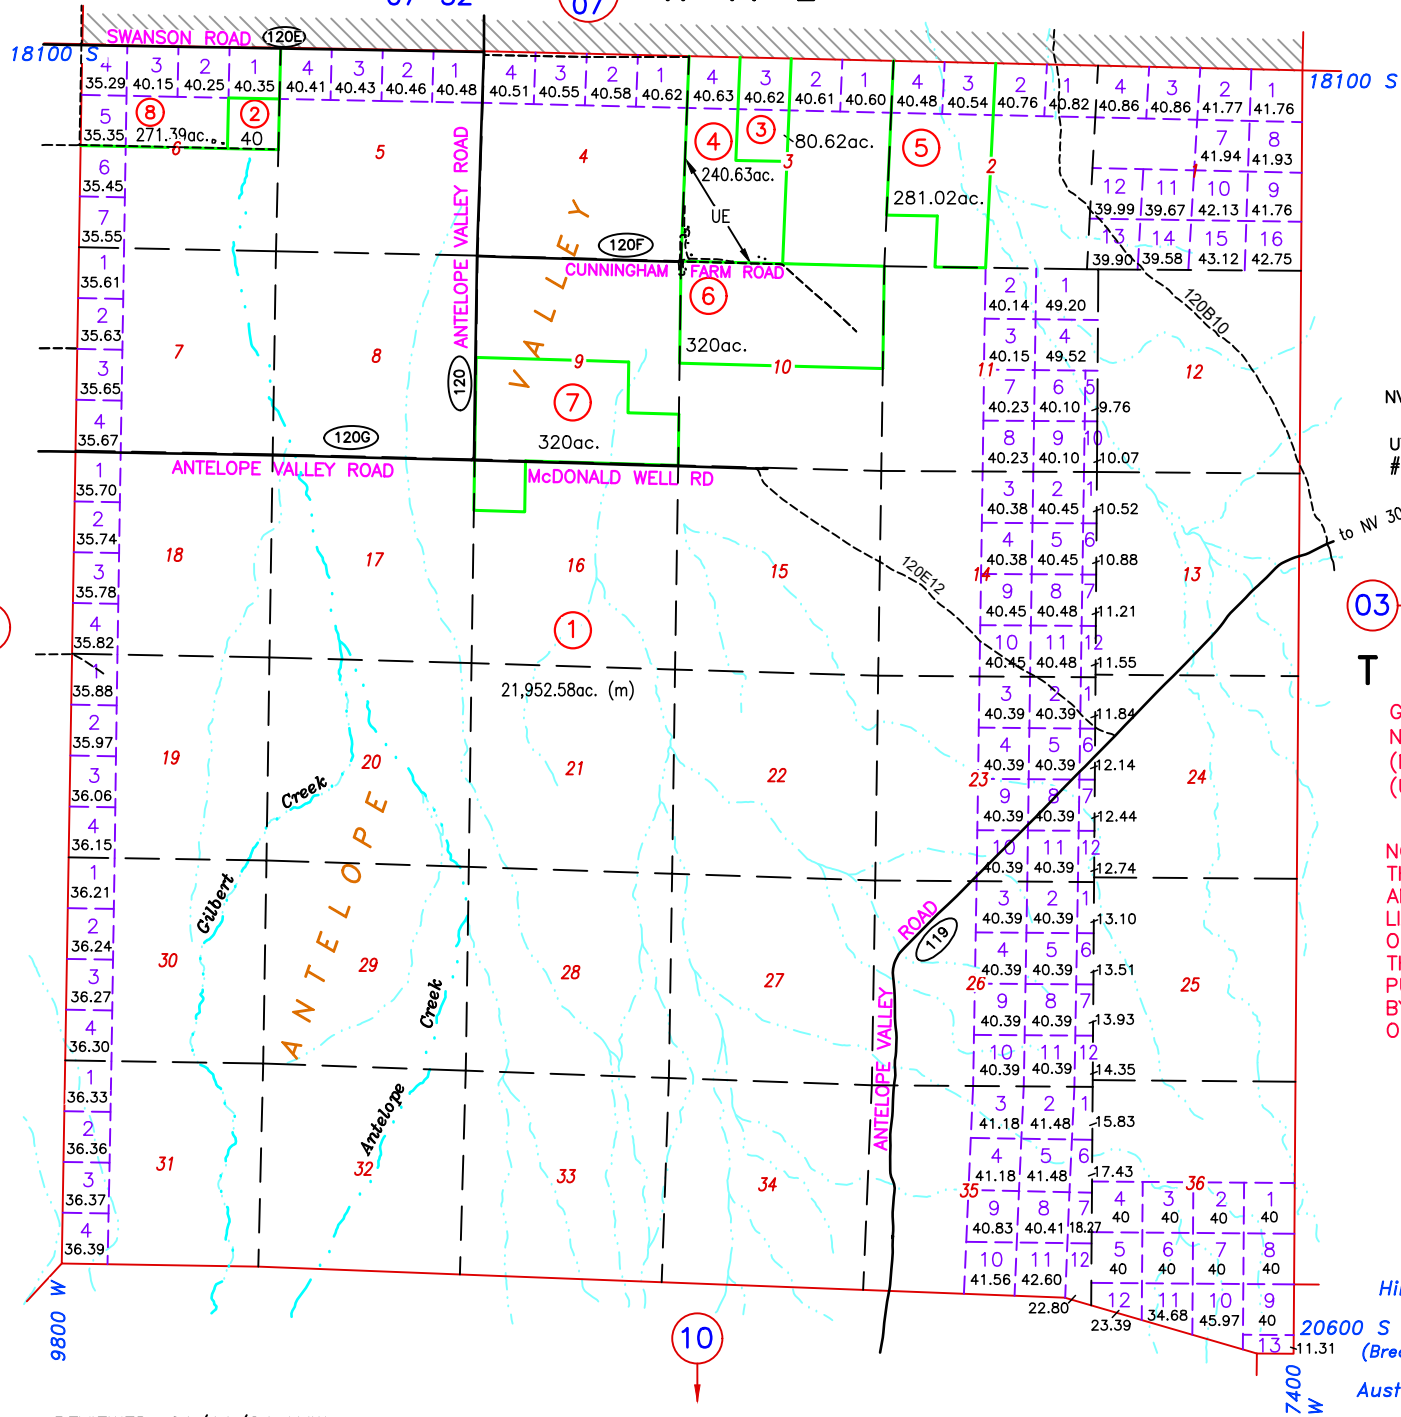 SWANSON ROAD
120E
07
18100 S
18100 S
4 3 2 1 4 3 2 1 4 3 2 1 4 3 2 1 4 3 2 1 4 3 2 1
35.29 40.15 40.25 40.35 40.41 40.43 40.46 40.48 40.51 40.55 40.58 40.62 40.63 40.62 40.61 40.60 40.48 40.54 40.76 40.82 40.86 40.86 41.77 41.76
5 8 2 4 3 5 7 8
35.35 271.39ac. 40 80.62ac. 41.94 41.93
6 5 4 3 2 1
240.63ac. 281.02ac.
6
35.45
7
35.55
12 11 10 9
39.99 39.67 42.13 41.76
13 14 15 16
39.90 39.58 43.12 42.75
UE
ANTELOPE VALLEY ROAD
VALLEY
120F
CUNNINGHAM FARM ROAD
6
320ac.
1
35.61
2
35.63
3
35.65
4
35.67
7 8 9 10 11 12
2 1
40.14 49.20
3 4
40.15 49.52
7 6 5
40.23 40.10 9.76
8 9 10
40.23 40.10 10.07
120B10
120
7
320ac.
120G
ANTELOPE VALLEY ROAD
McDONALD WELL RD
NV
#
to NV 30
1
35.70
2
35.74
3
35.78
4
35.82
18 17 16 15 14 13
3 2 1
40.38 40.45 10.52
4 5 6
40.38 40.45 10.88
9 8 7
40.45 40.48 11.21
10 11 12
40.45 40.48 11.55
120E12
03
T
1
21,952.58ac. (m)
1
35.88
2
35.97
3
36.06
4
36.15
19 20 21 22 23 24
3 2 1
40.39 40.39 11.84
4 5 6
40.39 40.39 12.14
9 8 7
40.39 40.39 12.44
10 11 12
40.39 40.39 12.74
Creek
Gilbert
ANTELOPE
1
36.21
2
36.24
3
36.27
4
36.30
30 29 28 27 26 25
3 2 1
40.39 40.39 13.10
4 5 6
40.39 40.39 13.51
9 8 7
40.39 40.39 13.93
10 11 12
40.39 40.39 14.35
ROAD
119
ANTELOPE VALLEY
Creek
Antelope
1
36.33
2
36.36
3
36.37
4
36.39
31 32 33 34 35 36
3 2 1
41.18 41.48 15.83
4 5 6
41.18 41.48 17.43
9 8 7
40.83 40.41 18.27
10 11 12
41.56 42.60 22.80
4 3 2 1
40 40 40 40
5 6 7 8
40 40 40 40
12 11 10 9
23.39 34.68 45.97 40
13
11.31
9800 W
10
20600 S
7400 W